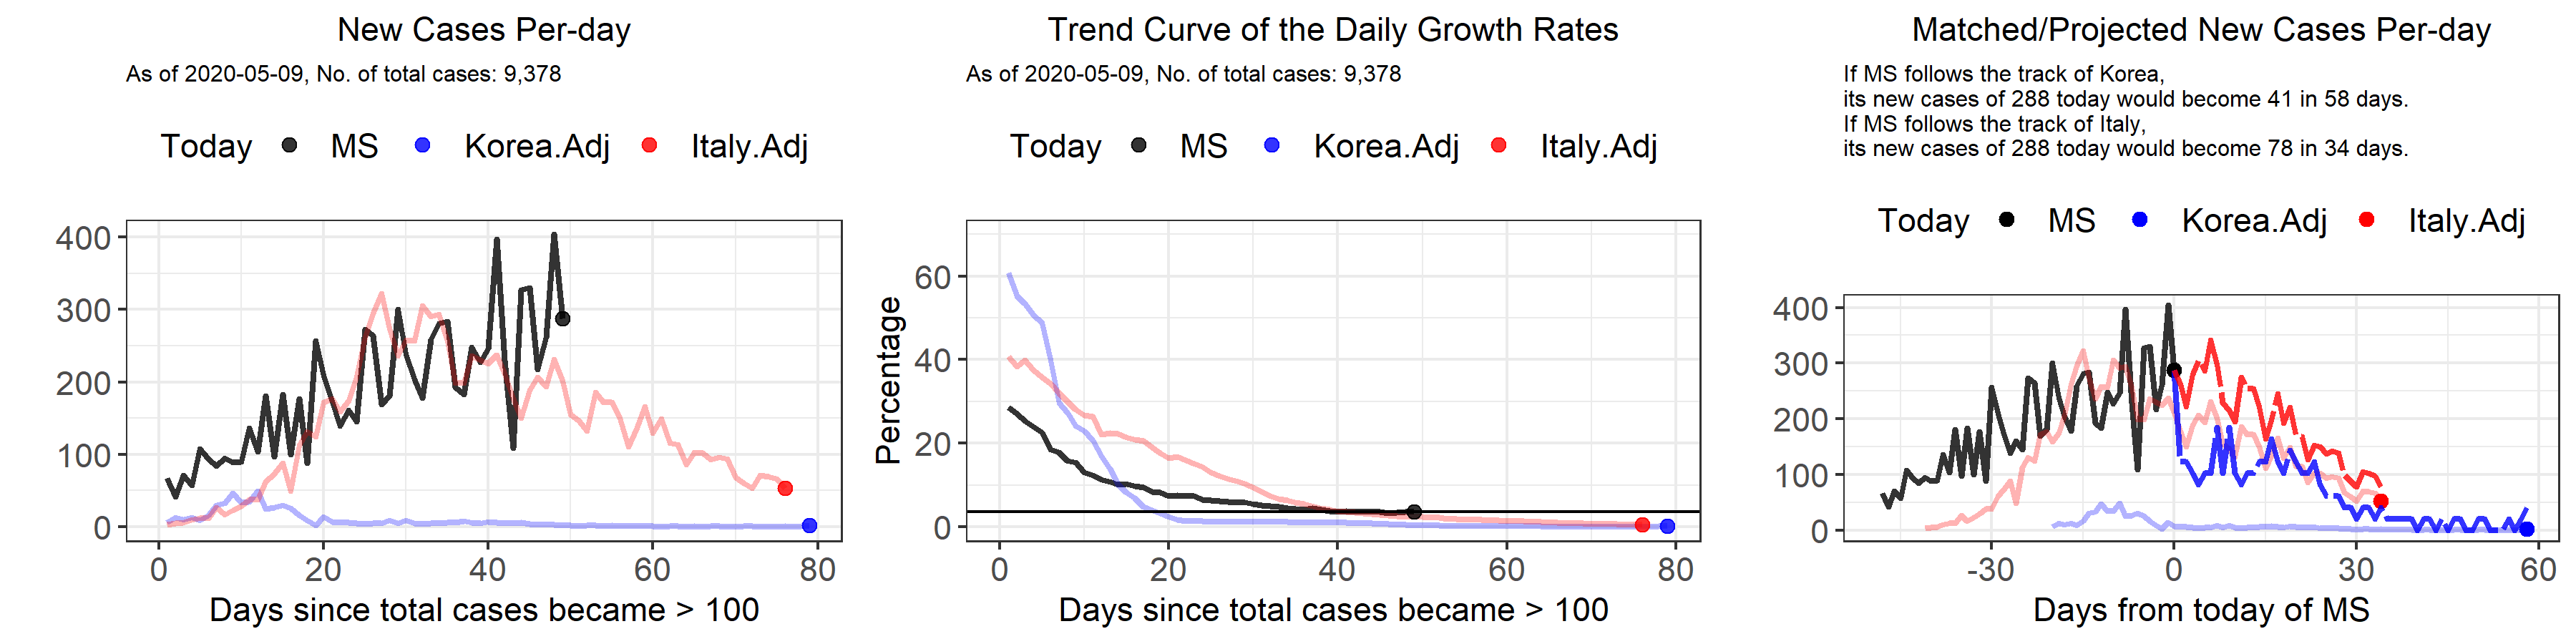 New Cases Per-day
As of 2020-05-09, No. of total cases: 9,378
Today MS Korea.Adj Italy.Adj
400
300
200
100
0
0 20 40 60 80
Days since total cases became > 100
Trend Curve of the Daily Growth Rates
As of 2020-05-09, No. of total cases: 9,378
Today MS Korea.Adj Italy.Adj
Percentage
60
40
20
0
0 20 40 60 80
Days since total cases became > 100
Matched/Projected New Cases Per-day
If MS follows the track of Korea,
its new cases of 288 today would become 41 in 58 days.
If MS follows the track of Italy,
its new cases of 288 today would become 78 in 34 days.
Today MS Korea.Adj Italy.Adj
400
300
200
100
0
-30 0 30 60
Days from today of MS